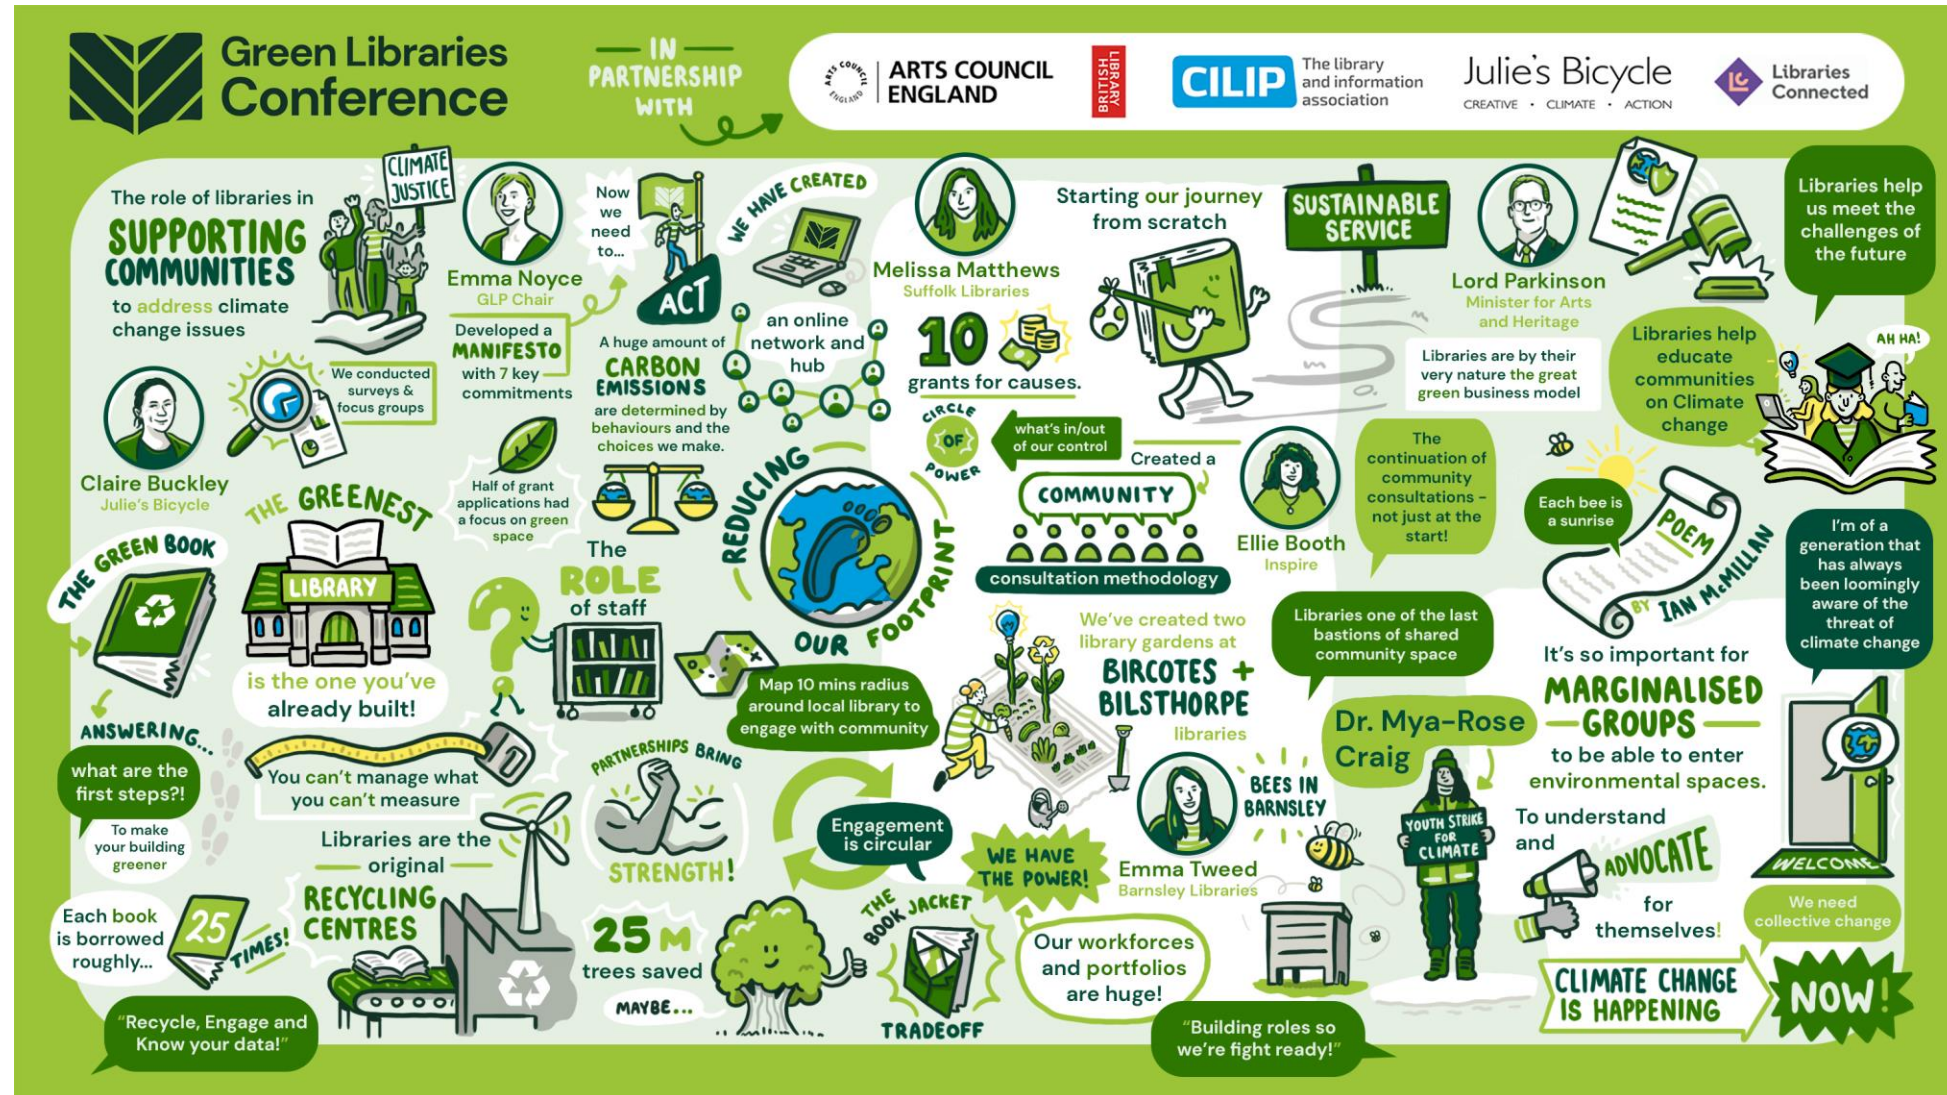 Green Libraries
Conference
IN
PARTNERSHIP
WITH
ARTS COUNCIL
ENGLAND
ARTS COUNCIL
ENGLAND
BRITISH
LIBRARY
CILIP
The library
and information
association
Julie's Bicycle
CREATIVE · CLIMATE · ACTION
LC
Libraries
Connected
The role of libraries in
SUPPORTING
COMMUNITIES
to address climate
change issues
CLIMATE
JUSTICE
Emma Noyce
GLP Chair
Developed a
MANIFESTO
with 7 key
commitments
Now
we
need
to...
ACT
WE HAVE CREATED
an online
network and
hub
Claire Buckley
Julie's Bicycle
We conducted
surveys &
focus groups
A huge amount of
CARBON
EMISSIONS
are determined by
behaviours and the
choices we make.
Half of grant
applications had
a focus on green
space
THE GREEN BOOK
THE GREENEST
LIBRARY
is the one you've
already built!
ANSWERING...
what are the
first steps?!
To make
your building
greener
The
ROLE
of staff
REDUCING
OUR FOOTPRINT
Map 10 mins radius
around local library to
engage with community
You can't manage what
you can't measure
PARTNERSHIPS BRING
STRENGTH!
Libraries are the
original
RECYCLING
CENTRES
Each book
is borrowed
roughly...
25
TIMES!
"Recycle, Engage and
Know your data!"
25 M
trees saved
MAYBE...
Engagement
is circular
THE
BOOK JACKET
TRADEOFF
Melissa Matthews
Suffolk Libraries
10
grants for causes.
Starting our journey
from scratch
SUSTAINABLE
SERVICE
CIRCLE
OF
POWER
what's in/out
of our control
Created a
COMMUNITY
consultation methodology
Ellie Booth
Inspire
The
continuation of
community
consultations -
not just at the
start!
We've created two
library gardens at
BIRCOTES +
BILSTHORPE
libraries
WE HAVE
THE POWER!
Our workforces
and portfolios
are huge!
Emma Tweed
Barnsley Libraries
BEES IN
BARNSLEY
"Building roles so
we're fight ready!"
Lord Parkinson
Minister for Arts
and Heritage
Libraries are by their
very nature the great
green business model
Libraries help
us meet the
challenges of
the future
Libraries help
educate
communities
on Climate
change
AH HA!
Each bee is
a sunrise
POEM
BY IAN McMILLAN
Libraries one of the last
bastions of shared
community space
Dr. Mya-Rose
Craig
YOUTH STRIKE
FOR
CLIMATE
I'm of a
generation that
has always
been loomingly
aware of the
threat of
climate change
It's so important for
MARGINALISED
GROUPS
to be able to enter
environmental spaces.
To understand
and
ADVOCATE
for
themselves!
WELCOME
We need
collective change
CLIMATE CHANGE
IS HAPPENING
NOW!